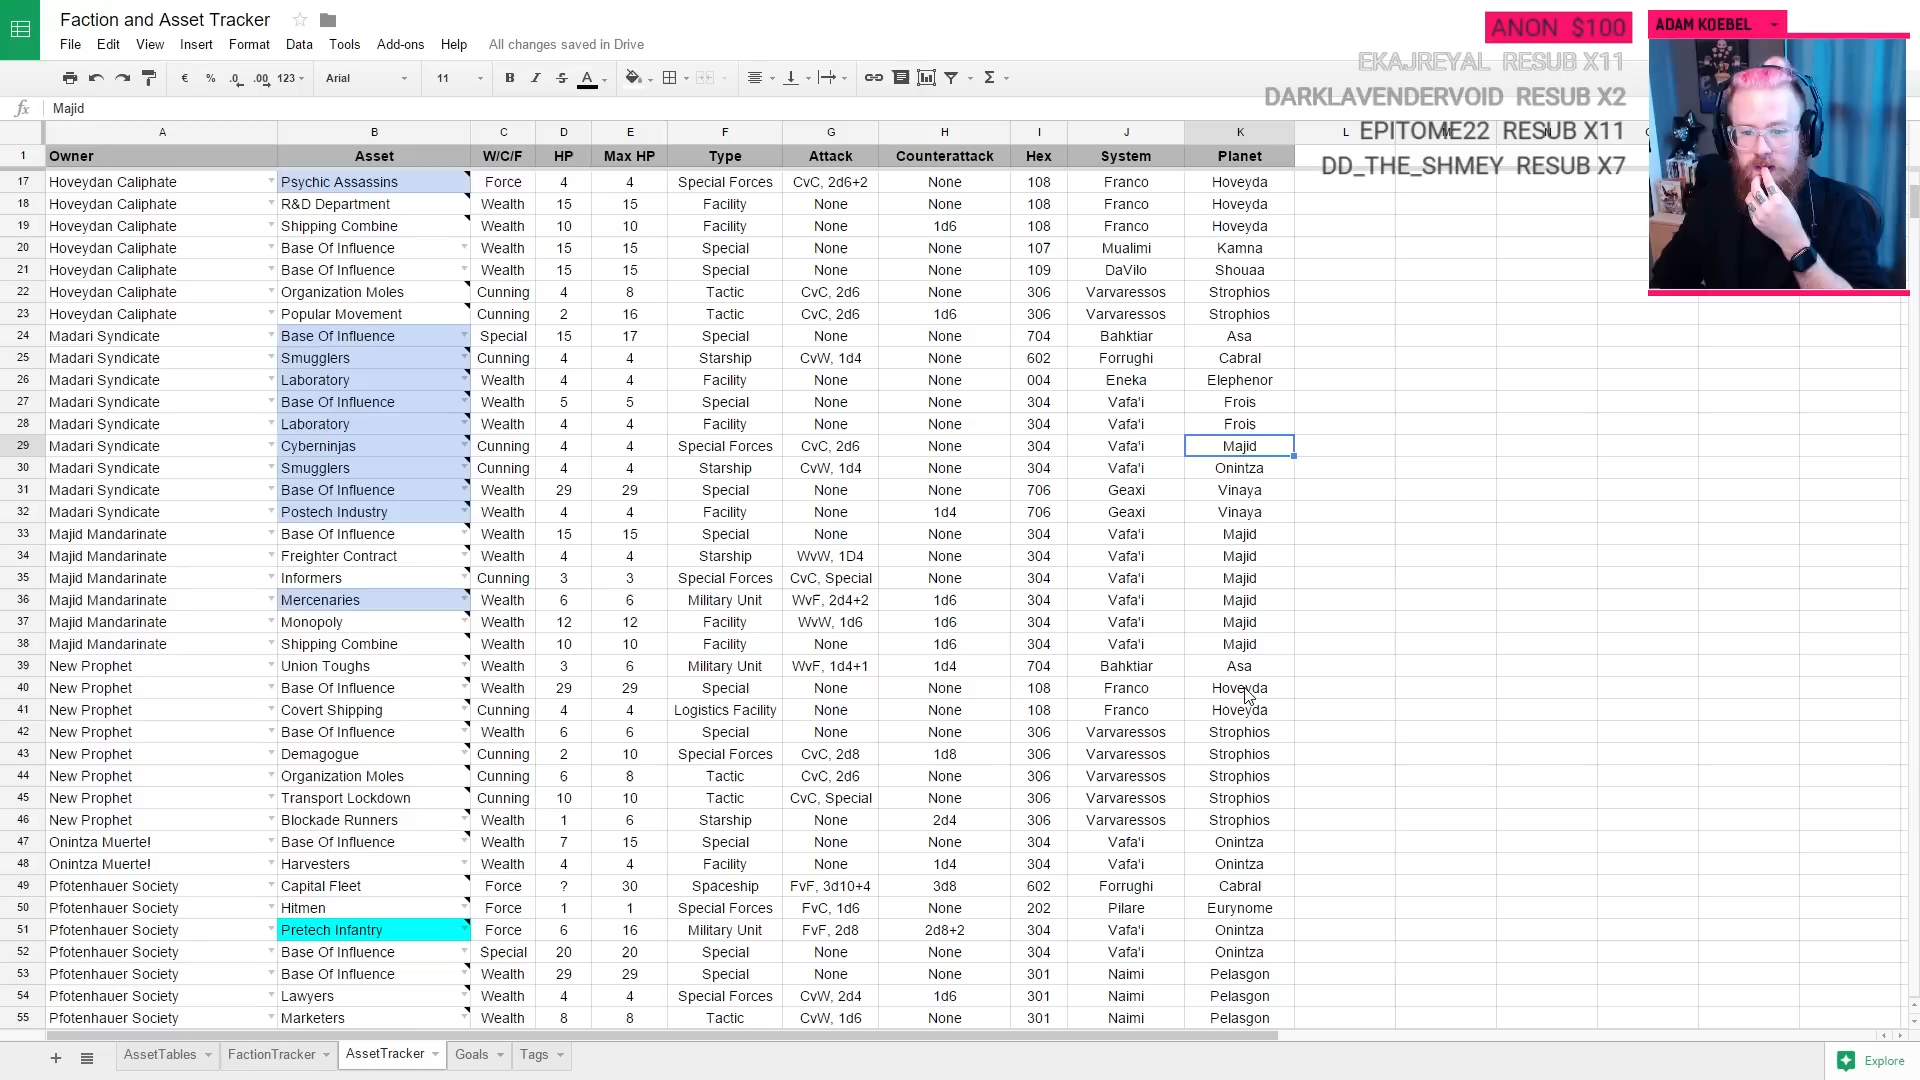 Faction and Asset Tracker
File Edit View Insert Format Data Tools Add-ons Help All changes saved in Drive
€ % .0 .00 123 Arial 11 B I S A Σ
fx Majid
A B C D E F G H I J K L
1 Owner Asset W/C/F HP Max HP Type Attack Counterattack Hex System Planet
17 Hoveydan Caliphate Psychic Assassins Force 4 4 Special Forces CvC, 2d6+2 None 108 Franco Hoveyda
18 Hoveydan Caliphate R&D Department Wealth 15 15 Facility None None 108 Franco Hoveyda
19 Hoveydan Caliphate Shipping Combine Wealth 10 10 Facility None 1d6 108 Franco Hoveyda
20 Hoveydan Caliphate Base Of Influence Wealth 15 15 Special None None 107 Mualimi Kamna
21 Hoveydan Caliphate Base Of Influence Wealth 15 15 Special None None 109 DaVilo Shouaa
22 Hoveydan Caliphate Organization Moles Cunning 4 8 Tactic CvC, 2d6 None 306 Varvaressos Strophios
23 Hoveydan Caliphate Popular Movement Cunning 2 16 Tactic CvC, 2d6 1d6 306 Varvaressos Strophios
24 Madari Syndicate Base Of Influence Special 15 17 Special None None 704 Bahktiar Asa
25 Madari Syndicate Smugglers Cunning 4 4 Starship CvW, 1d4 None 602 Forrughi Cabral
26 Madari Syndicate Laboratory Wealth 4 4 Facility None None 004 Eneka Elephenor
27 Madari Syndicate Base Of Influence Wealth 5 5 Special None None 304 Vafa'i Frois
28 Madari Syndicate Laboratory Wealth 4 4 Facility None None 304 Vafa'i Frois
29 Madari Syndicate Cyberninjas Cunning 4 4 Special Forces CvC, 2d6 None 304 Vafa'i Majid
30 Madari Syndicate Smugglers Cunning 4 4 Starship CvW, 1d4 None 304 Vafa'i Onintza
31 Madari Syndicate Base Of Influence Wealth 29 29 Special None None 706 Geaxi Vinaya
32 Madari Syndicate Postech Industry Wealth 4 4 Facility None 1d4 706 Geaxi Vinaya
33 Majid Mandarinate Base Of Influence Wealth 15 15 Special None None 304 Vafa'i Majid
34 Majid Mandarinate Freighter Contract Wealth 4 4 Starship WvW, 1D4 None 304 Vafa'i Majid
35 Majid Mandarinate Informers Cunning 3 3 Special Forces CvC, Special None 304 Vafa'i Majid
36 Majid Mandarinate Mercenaries Wealth 6 6 Military Unit WvF, 2d4+2 1d6 304 Vafa'i Majid
37 Majid Mandarinate Monopoly Wealth 12 12 Facility WvW, 1d6 1d6 304 Vafa'i Majid
38 Majid Mandarinate Shipping Combine Wealth 10 10 Facility None 1d6 304 Vafa'i Majid
39 New Prophet Union Toughs Wealth 3 6 Military Unit WvF, 1d4+1 1d4 704 Bahktiar Asa
40 New Prophet Base Of Influence Wealth 29 29 Special None None 108 Franco Hoveyda
41 New Prophet Covert Shipping Cunning 4 4 Logistics Facility None None 108 Franco Hoveyda
42 New Prophet Base Of Influence Wealth 6 6 Special None None 306 Varvaressos Strophios
43 New Prophet Demagogue Cunning 2 10 Special Forces CvC, 2d8 1d8 306 Varvaressos Strophios
44 New Prophet Organization Moles Cunning 6 8 Tactic CvC, 2d6 None 306 Varvaressos Strophios
45 New Prophet Transport Lockdown Cunning 10 10 Tactic CvC, Special None 306 Varvaressos Strophios
46 New Prophet Blockade Runners Wealth 1 6 Starship None 2d4 306 Varvaressos Strophios
47 Onintza Muerte! Base Of Influence Wealth 7 15 Special None None 304 Vafa'i Onintza
48 Onintza Muerte! Harvesters Wealth 4 4 Facility None 1d4 304 Vafa'i Onintza
49 Pfotenhauer Society Capital Fleet Force ? 30 Spaceship FvF, 3d10+4 3d8 602 Forrughi Cabral
50 Pfotenhauer Society Hitmen Force 1 1 Special Forces FvC, 1d6 None 202 Pilare Eurynome
51 Pfotenhauer Society Pretech Infantry Force 6 16 Military Unit FvF, 2d8 2d8+2 304 Vafa'i Onintza
52 Pfotenhauer Society Base Of Influence Special 20 20 Special None None 304 Vafa'i Onintza
53 Pfotenhauer Society Base Of Influence Wealth 29 29 Special None None 301 Naimi Pelasgon
54 Pfotenhauer Society Lawyers Wealth 4 4 Special Forces CvW, 2d4 1d6 301 Naimi Pelasgon
55 Pfotenhauer Society Marketers Wealth 8 8 Tactic CvW, 1d6 None 301 Naimi Pelasgon
AssetTables FactionTracker AssetTracker Goals Tags
Explore
ANON $100
EKAJREYAL RESUB X11
DARKLAVENDERVOID RESUB X2
EPITOME22 RESUB X11
DD_THE_SHMEY RESUB X7
ADAM KOEBEL